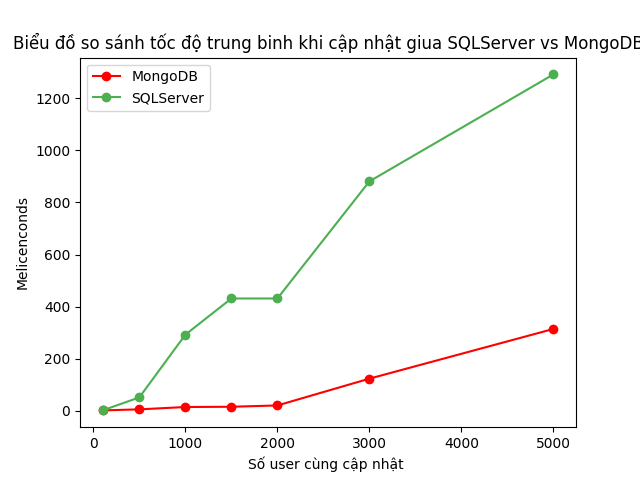 Biểu đồ so sánh tốc độ trung binh khi cập nhật giua SQLServer vs MongoDB
MongoDB
SQLServer
1200
1000
800
600
400
200
0
Melicenconds
0 1000 2000 3000 4000 5000
Số user cùng cập nhật